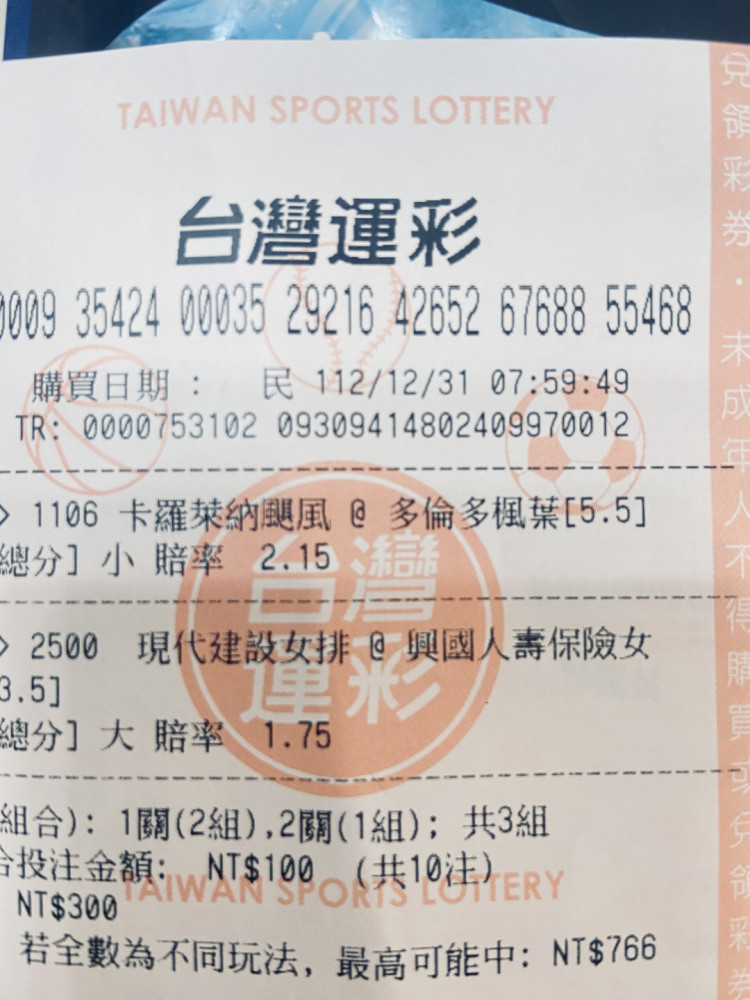 TAIWAN SPORTS LOTTERY
台灣運彩
0009 35424 00035 29216 42652 67688 55468
購買日期： 民 112/12/31 07:59:49
TR: 0000753102 09309414802409970012
> 1106 卡羅萊納颶風 @ 多倫多楓葉[5.5]
總分] 小 賠率 2.15
台灣運彩
> 2500 現代建設女排 @ 興國人壽保險女
3.5]
總分] 大 賠率 1.75
組合): 1關(2組),2關(1組); 共3組
合投注金額: NT$100 (共10注)
TAIWAN SPORTS LOTTERY
NT$300
若全數為不同玩法, 最高可能中: NT$766
兌領彩券・未成年人不得購買或兌領彩券